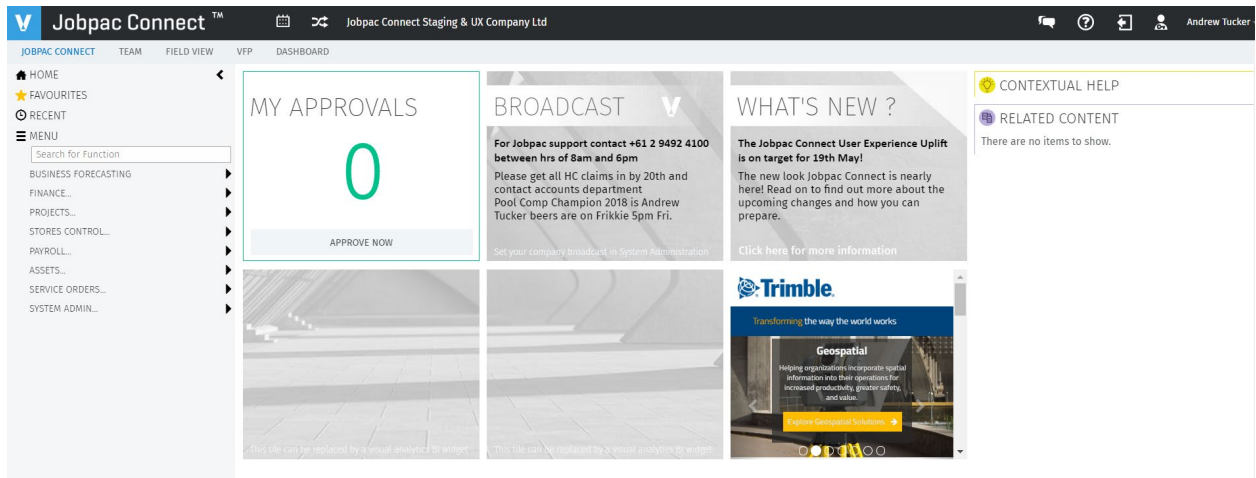 Jobpac Connect ™
Jobpac Connect Staging & UX Company Ltd
Andrew Tucker
JOBPAC CONNECT
TEAM
FIELD VIEW
VFP
DASHBOARD
HOME
FAVOURITES
RECENT
MENU
Search for Function
BUSINESS FORECASTING
FINANCE...
PROJECTS...
STORES CONTROL...
PAYROLL...
ASSETS...
SERVICE ORDERS...
SYSTEM ADMIN...
MY APPROVALS
0
APPROVE NOW
BROADCAST
For Jobpac support contact +61 2 9492 4100
between hrs of 8am and 6pm
Please get all HC claims in by 20th and
contact accounts department
Pool Comp Champion 2018 is Andrew
Tucker beers are on Frikkie 5pm Fri.
Set your company broadcast in System Administration
WHAT'S NEW ?
The Jobpac Connect User Experience Uplift
is on target for 19th May!
The new look Jobpac Connect is nearly
here! Read on to find out more about the
upcoming changes and how you can
prepare.
Click here for more information
CONTEXTUAL HELP
RELATED CONTENT
There are no items to show.
This tile can be replaced by a visual analytics BI widget
This tile can be replaced by a visual analytics BI widget
Trimble.
Transforming the way the world works
Geospatial
Helping organizations incorporate spatial
information into their operations for
increased productivity, greater safety,
and value.
Explore Geospatial Solutions